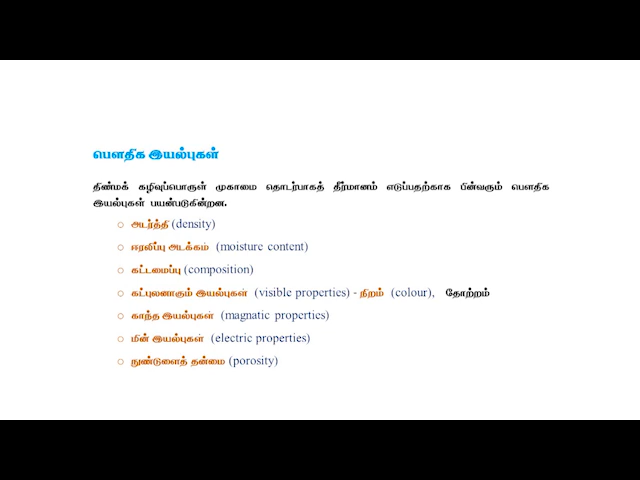 பௌதிக இயல்புகள்
திண்மக் கழிவுப்பொருள் முகாமை தொடர்பாகத் தீர்மானம் எடுப்பதற்காக பின்வரும் பௌதிக
இயல்புகள் பயன்படுகின்றன.
○ அடர்த்தி (density)
○ ஈரலிப்பு அடக்கம் (moisture content)
○ கட்டமைப்பு (composition)
○ கட்புலனாகும் இயல்புகள் (visible properties) - நிறம் (colour), தோற்றம்
○ காந்த இயல்புகள் (magnatic properties)
○ மின் இயல்புகள் (electric properties)
○ நுண்டுளைத் தன்மை (porosity)